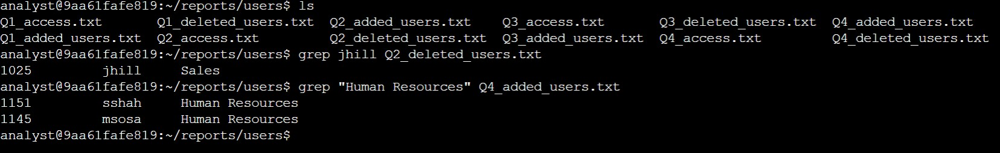 analyst@9aa61fafe819:~/reports/users$ ls
Q1_access.txt       Q1_deleted_users.txt  Q2_added_users.txt    Q3_access.txt       Q3_deleted_users.txt  Q4_added_users.txt
Q1_added_users.txt  Q2_access.txt         Q2_deleted_users.txt  Q3_added_users.txt  Q4_access.txt         Q4_deleted_users.txt
analyst@9aa61fafe819:~/reports/users$ grep jhill Q2_deleted_users.txt
1025         jhill     Sales
analyst@9aa61fafe819:~/reports/users$ grep "Human Resources" Q4_added_users.txt
1151         sshah     Human Resources
1145         msosa     Human Resources
analyst@9aa61fafe819:~/reports/users$